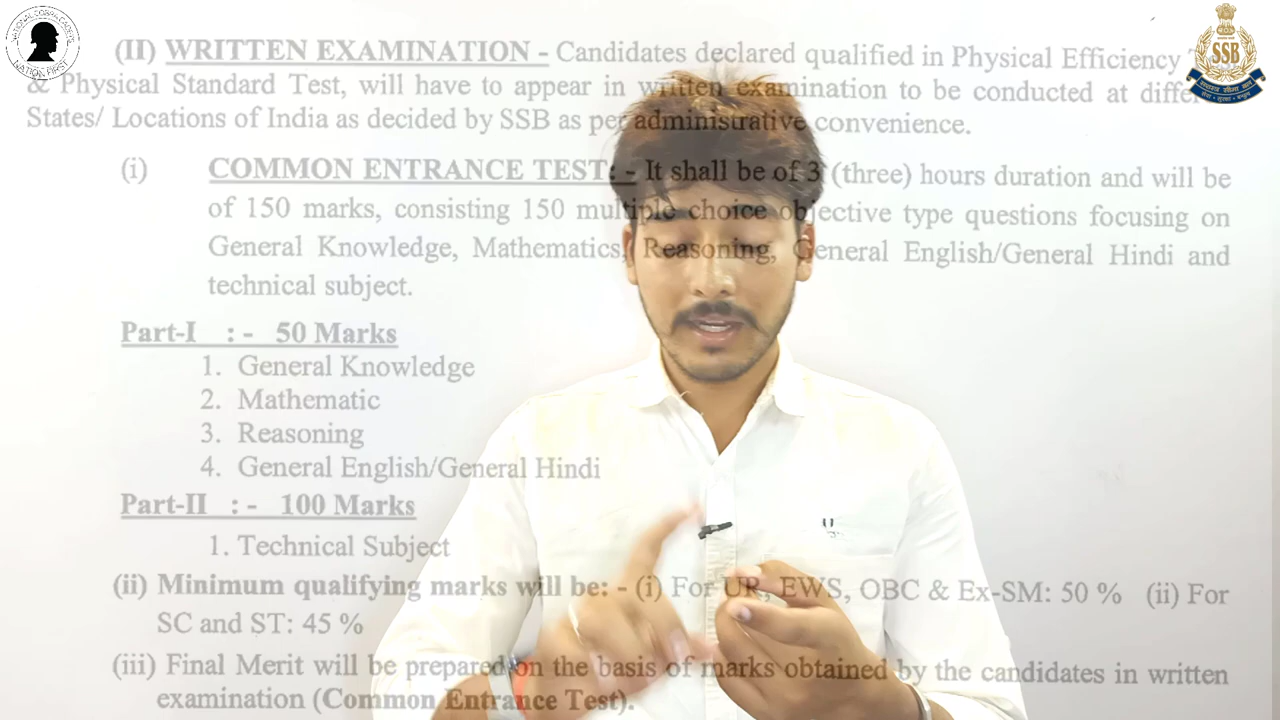 (II) WRITTEN EXAMINATION - Candidates declared qualified in Physical Efficiency
& Physical Standard Test, will have to appear in written examination to be conducted at
States/ Locations of India as decided by SSB as per administrative convenience.
(i) COMMON ENTRANCE TEST: - It shall be of 3 (three) hours duration and will be
of 150 marks, consisting 150 multiple choice objective type questions focusing on
General Knowledge, Mathematics, Reasoning, General English/General Hindi and
technical subject.
Part-I : - 50 Marks
1. General Knowledge
2. Mathematic
3. Reasoning
4. General English/General Hindi
Part-II : - 100 Marks
1. Technical Subject
(ii) Minimum qualifying marks will be: - (i) For UR, EWS, OBC & Ex-SM: 50 % (ii) For
SC and ST: 45 %
(iii) Final Merit will be prepared on the basis of marks obtained by the candidates in written
examination (Common Entrance Test).
NATION FIRST
SSB